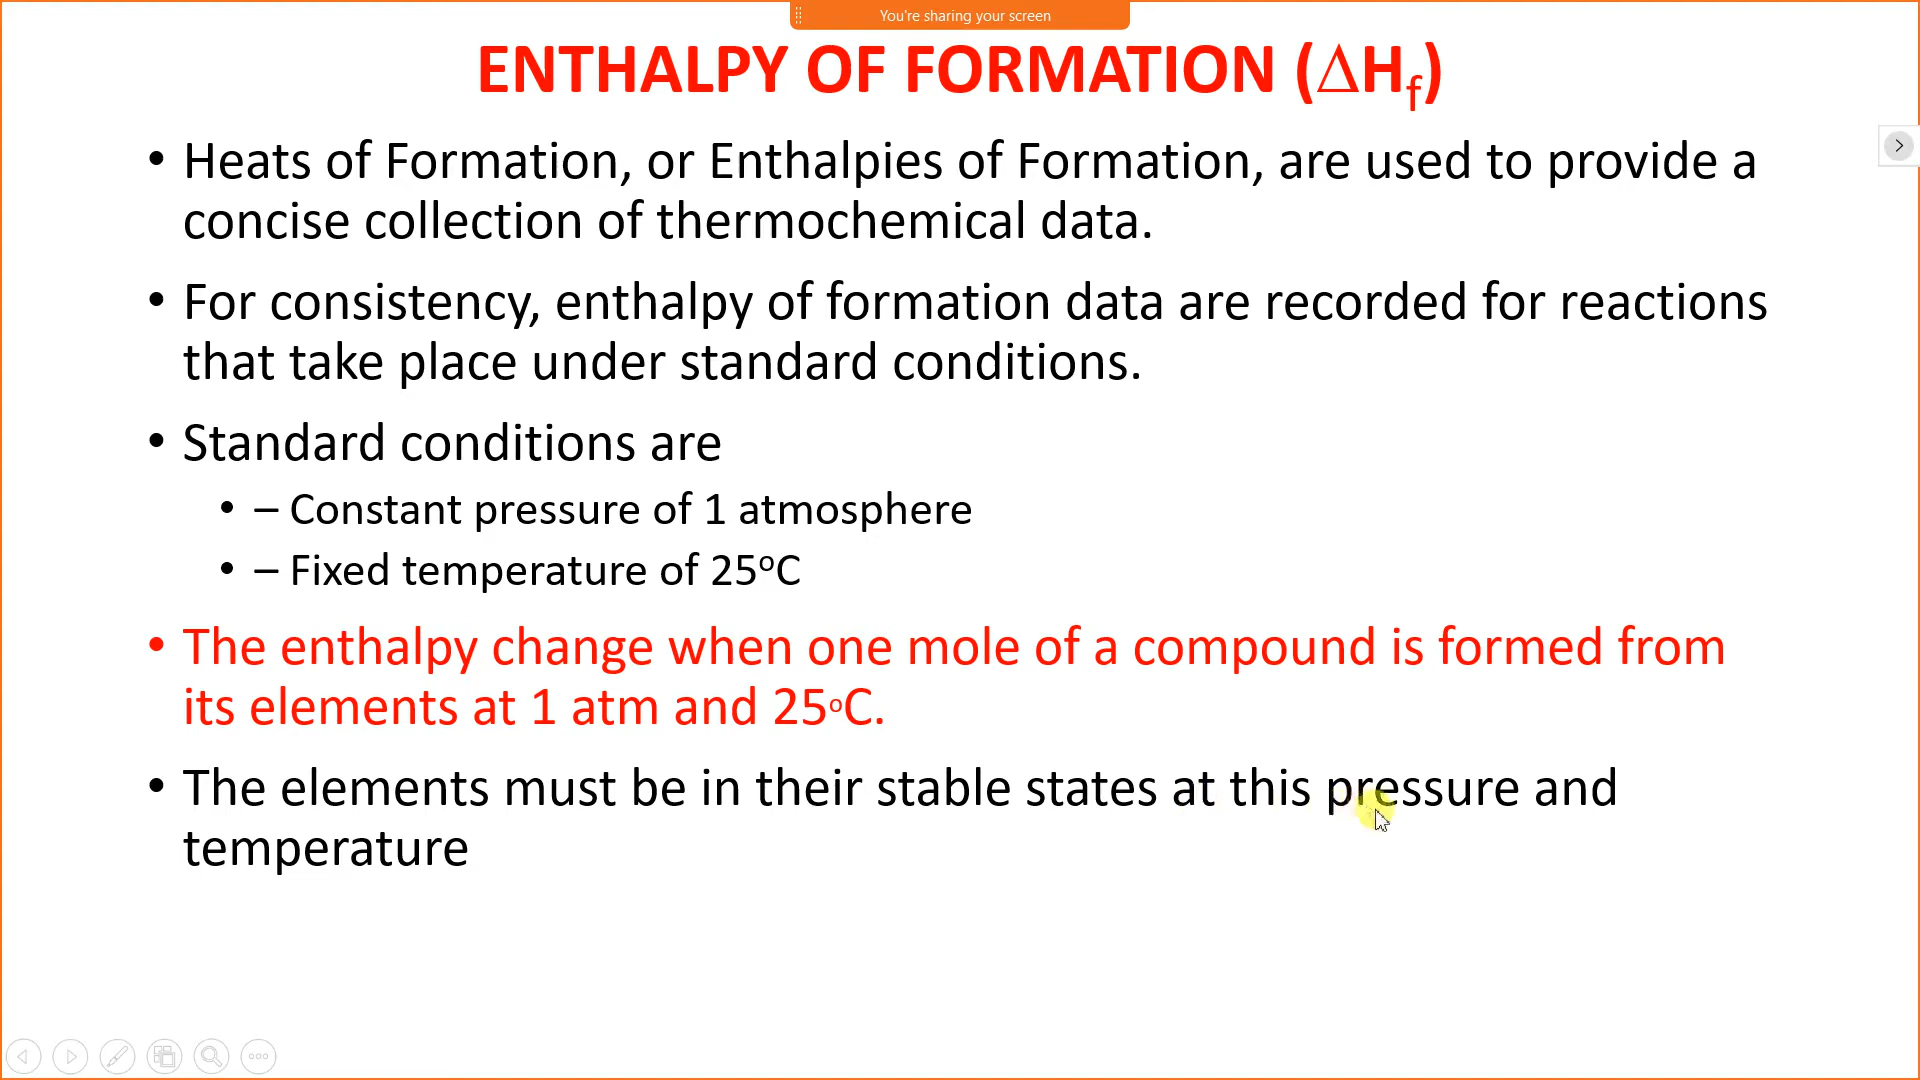 You're sharing your screen
ENTHALPY OF FORMATION (ΔHf)
• Heats of Formation, or Enthalpies of Formation, are used to provide a
concise collection of thermochemical data.
• For consistency, enthalpy of formation data are recorded for reactions
that take place under standard conditions.
• Standard conditions are
• – Constant pressure of 1 atmosphere
• – Fixed temperature of 25oC
• The enthalpy change when one mole of a compound is formed from
its elements at 1 atm and 25oC.
• The elements must be in their stable states at this pressure and
temperature